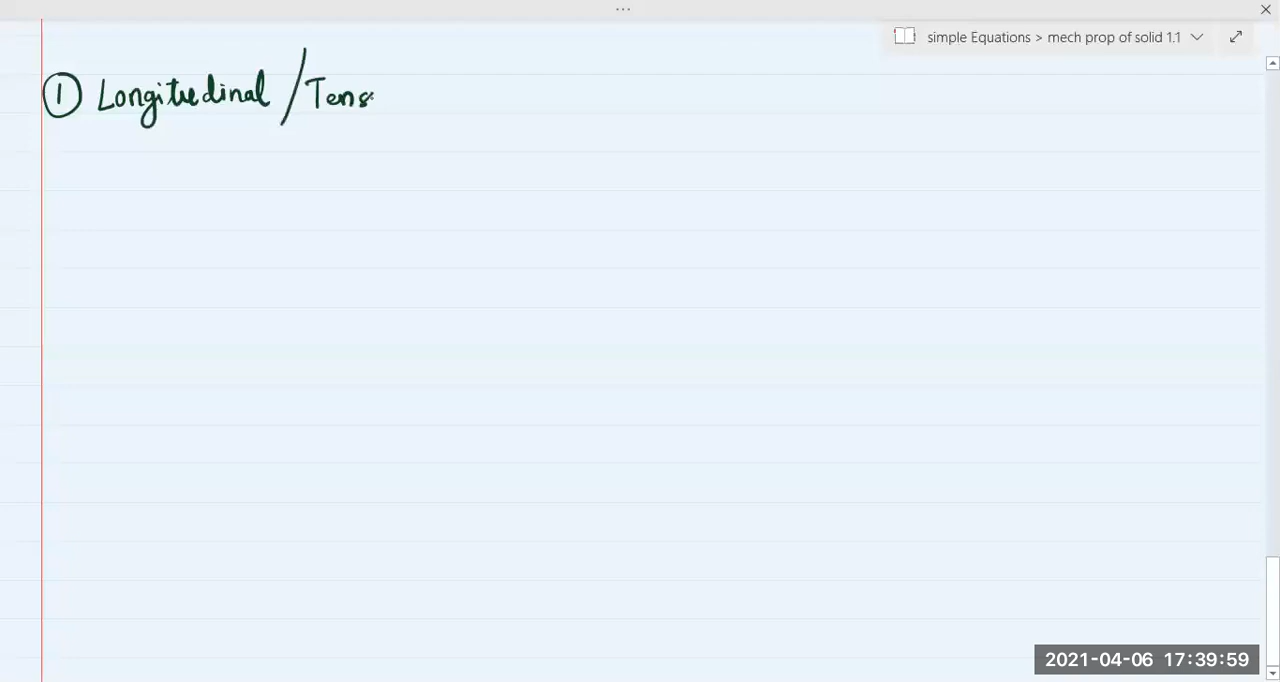 ...
simple Equations > mech prop of solid 1.1
① Longitudinal / Tens
2021-04-06 17:39:59